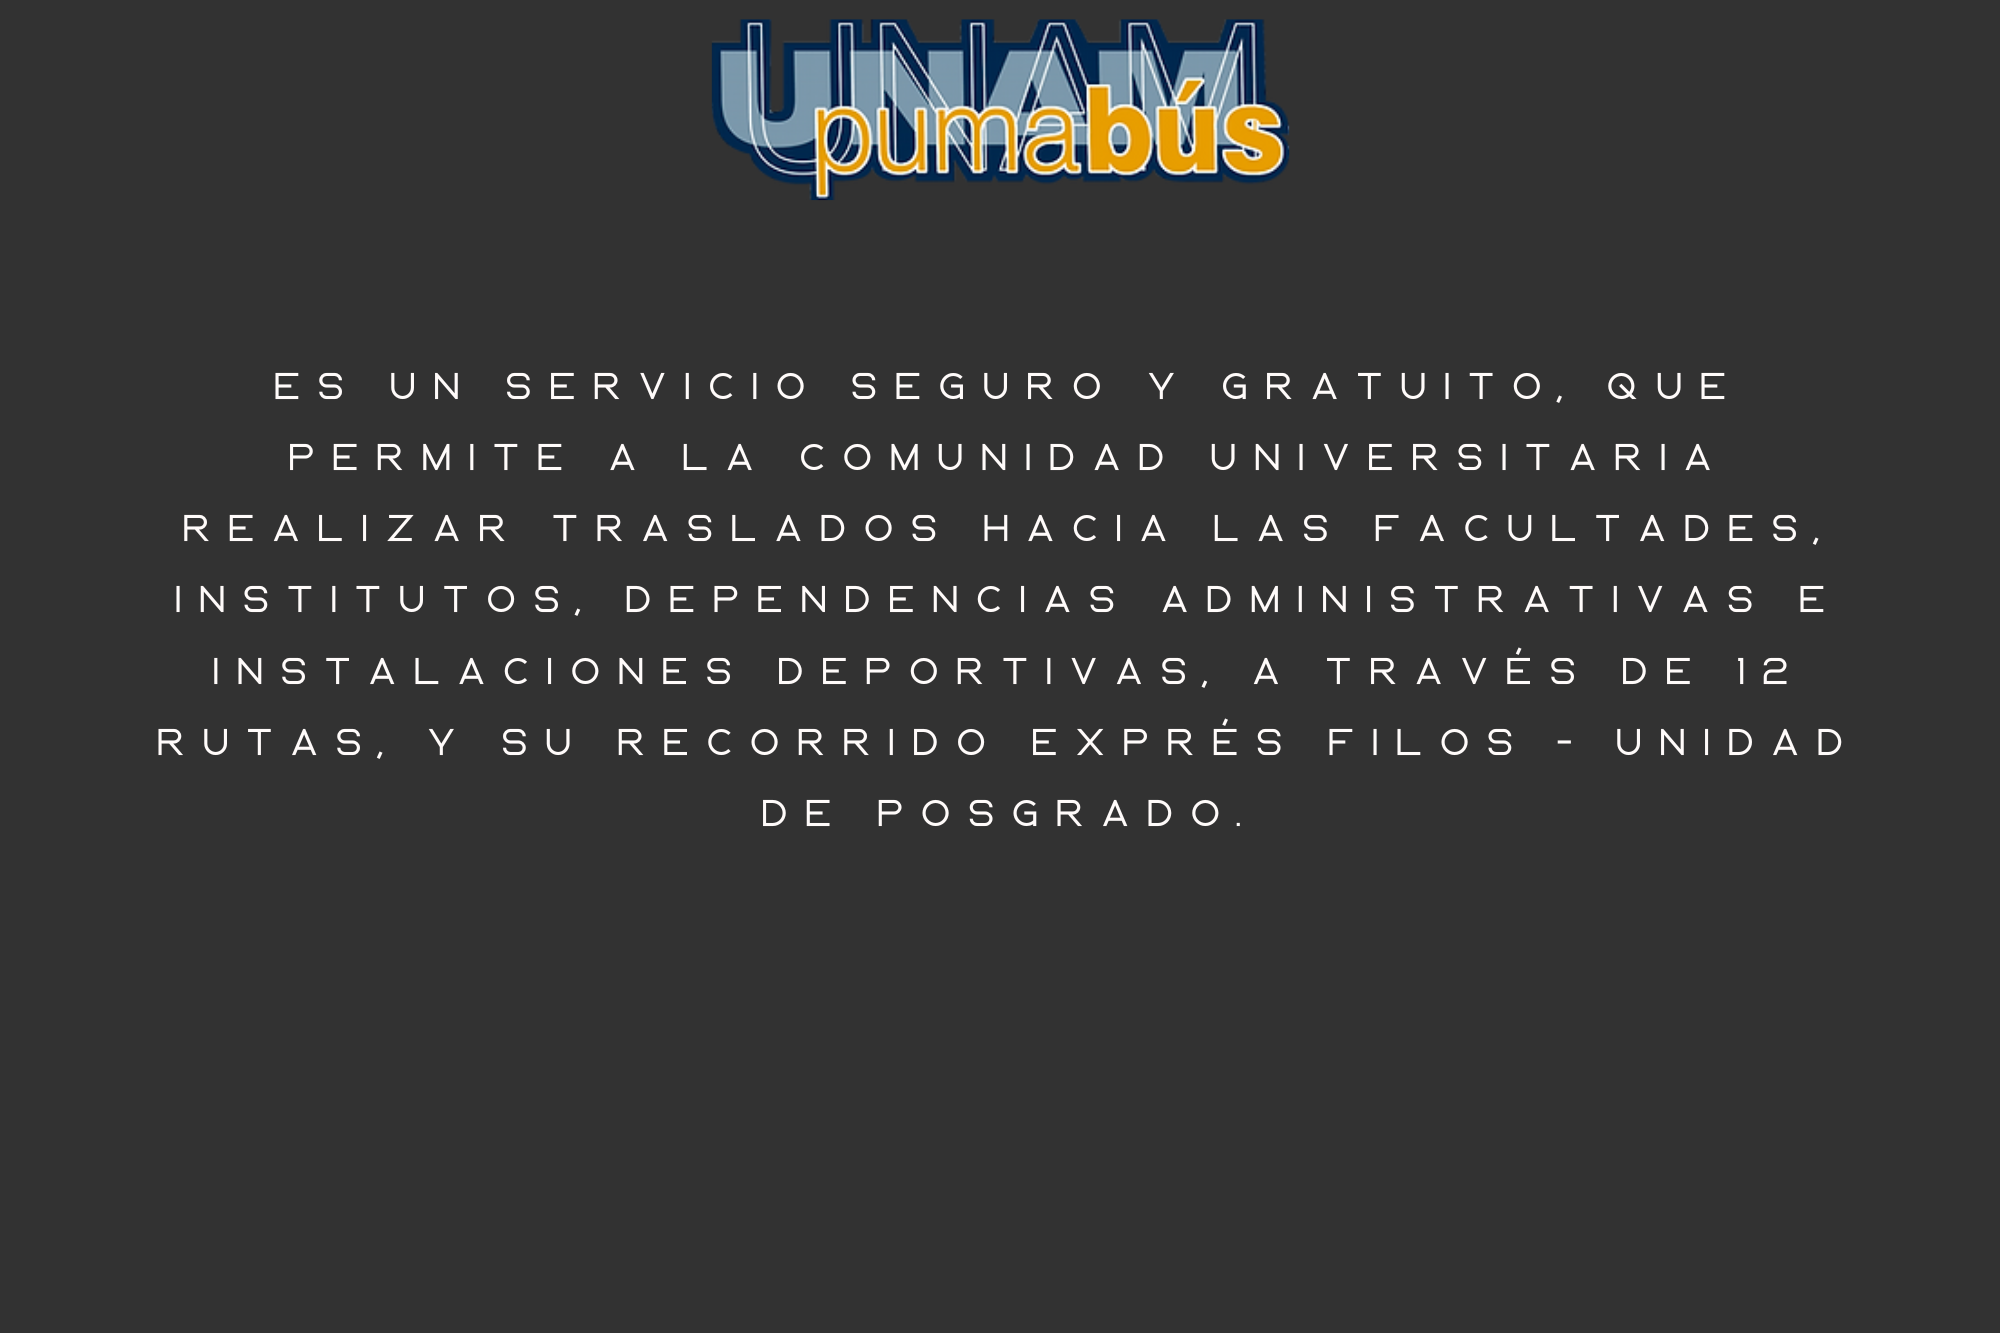 UNAM
pumabús
ES UN SERVICIO SEGURO Y GRATUITO, QUE
PERMITE A LA COMUNIDAD UNIVERSITARIA
REALIZAR TRASLADOS HACIA LAS FACULTADES,
INSTITUTOS, DEPENDENCIAS ADMINISTRATIVAS E
INSTALACIONES DEPORTIVAS, A TRAVÉS DE 12
RUTAS, Y SU RECORRIDO EXPRÉS FILOS - UNIDAD
DE POSGRADO.